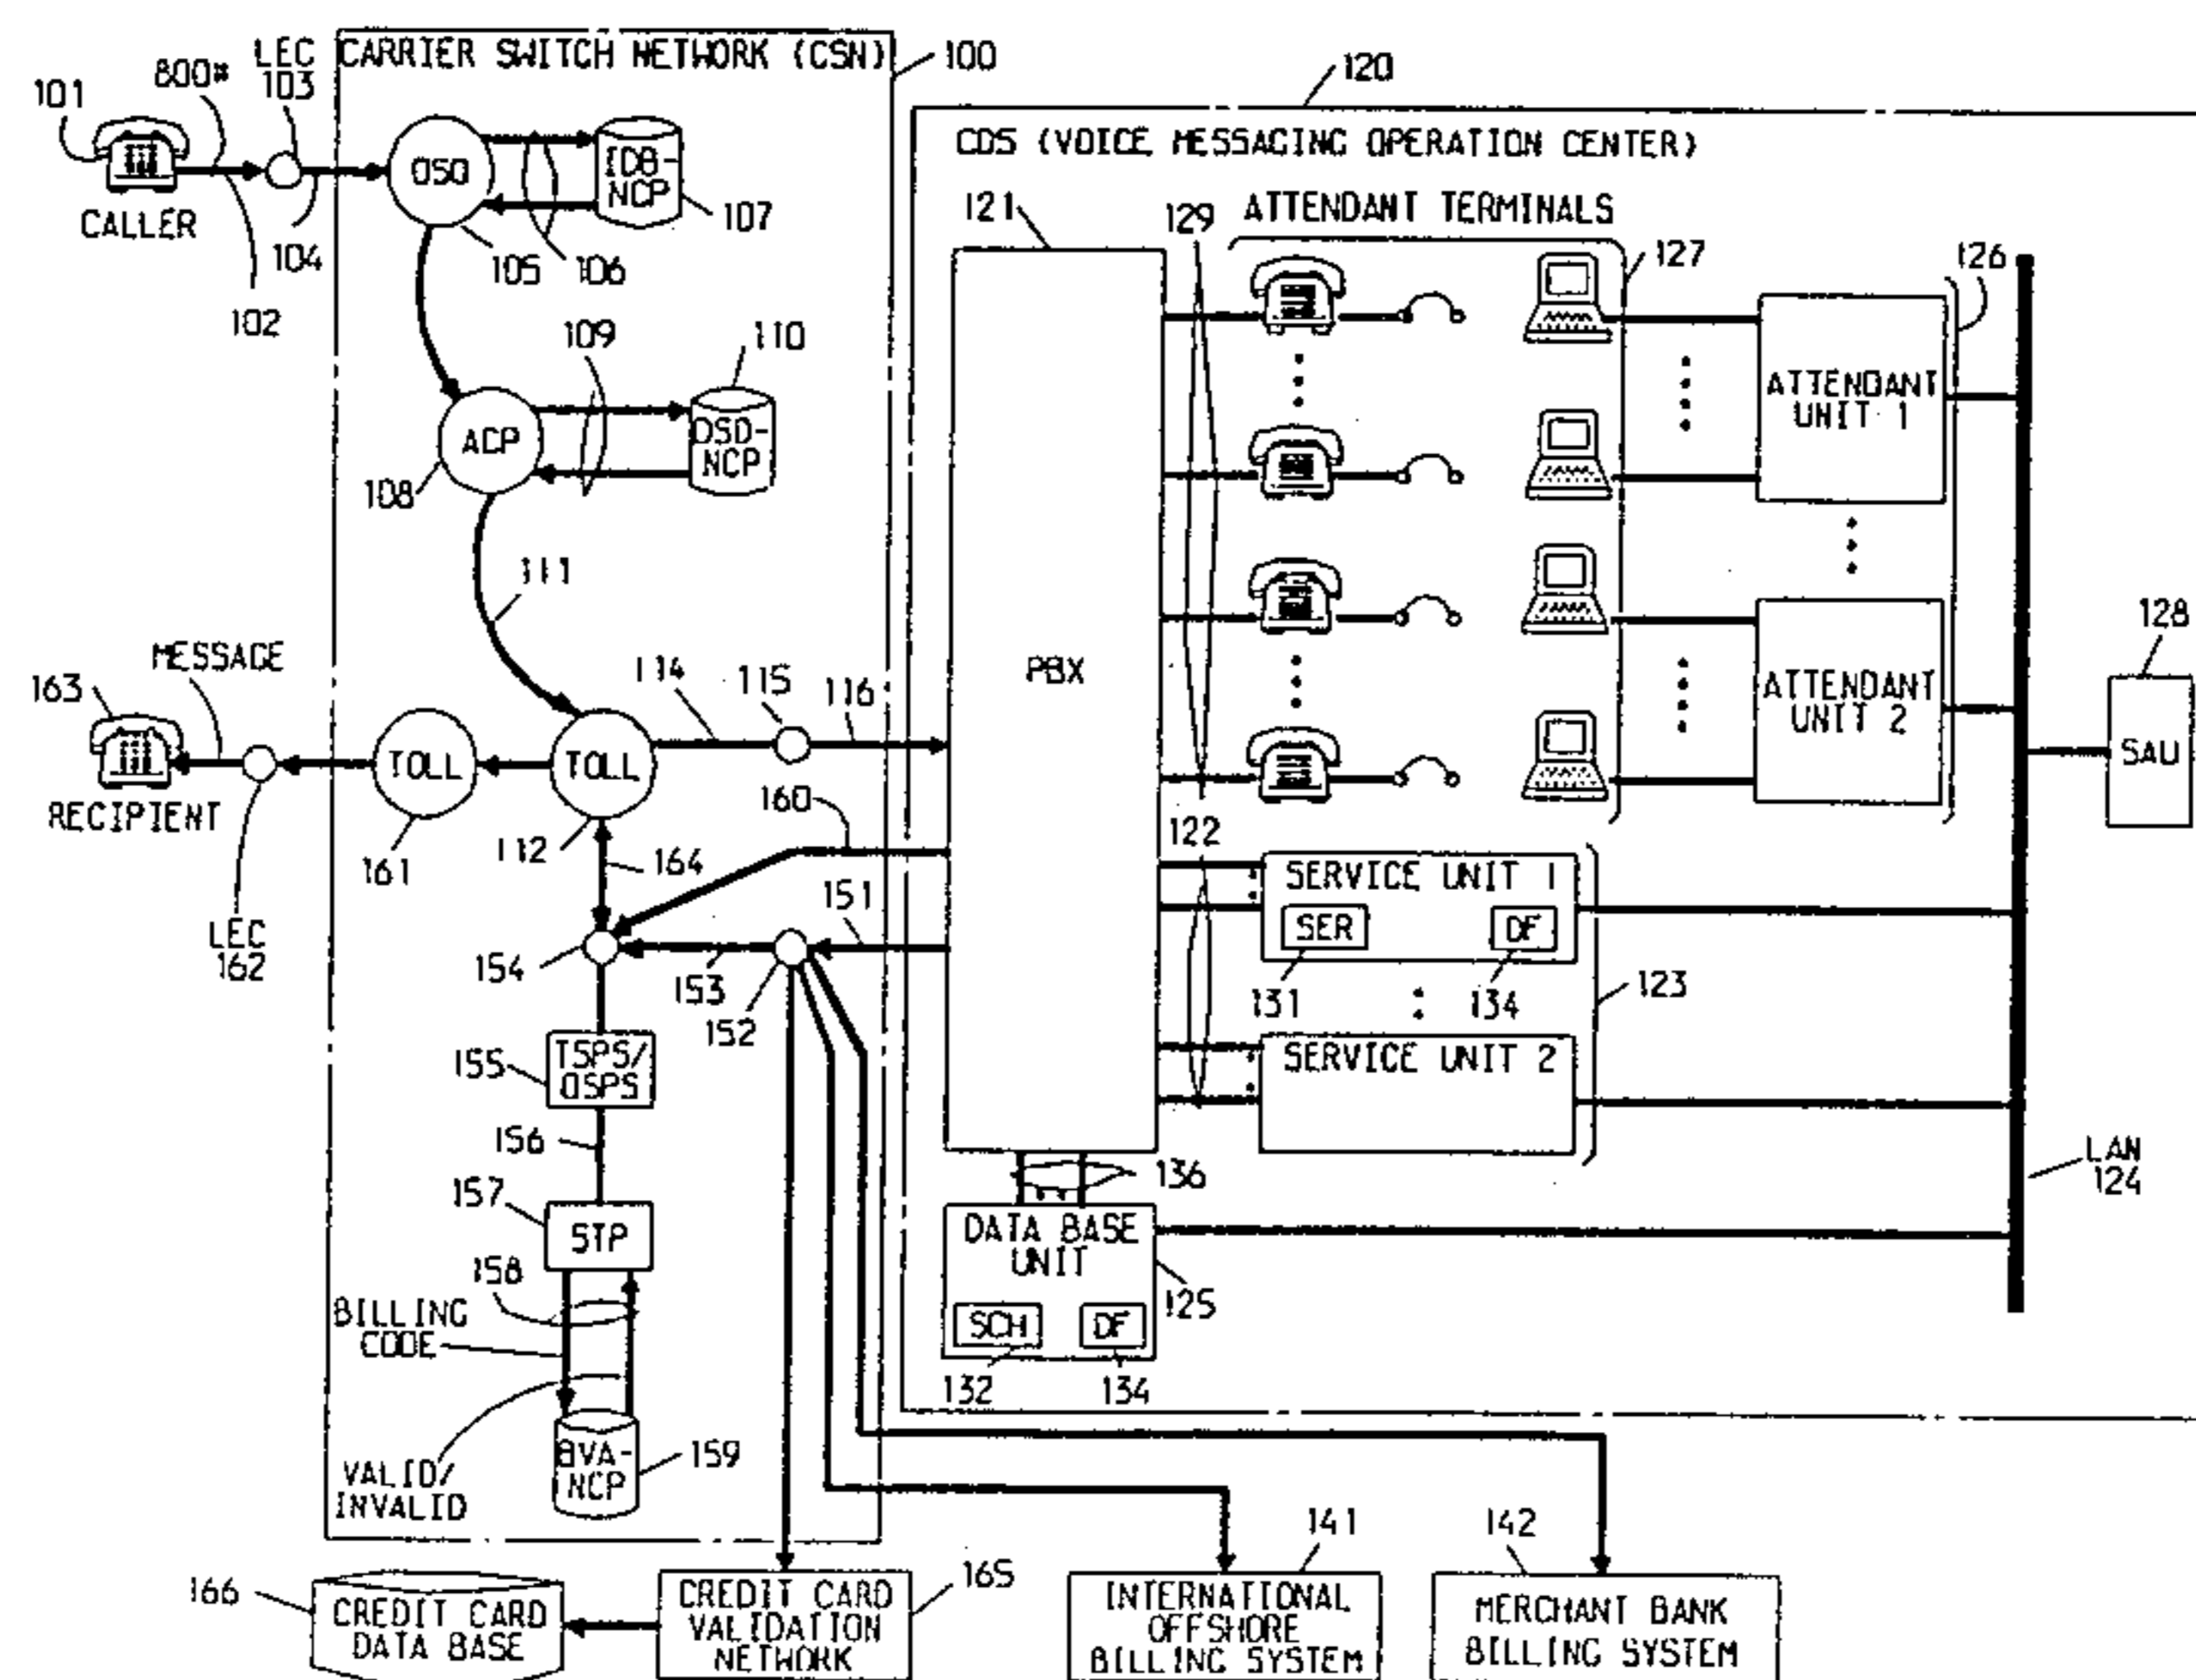 LEC
103
CARRIER SWITCH NETWORK (CSN)
100
800#
101
CALLER
104
102
OSO
105
106
IDB-
NCP
107
109
110
ACP
108
DSD-
NCP
111
MESSAGE
163
RECIPIENT
LEC
162
TOLL
161
TOLL
112
114
115
116
160
164
151
154
153
152
TSPS/
OSPS
155
156
157
STP
158
BILLING
CODE
VALID/
INVALID
BVA-
NCP
159
166
CREDIT CARD
DATA BASE
CREDIT CARD
VALIDATION
NETWORK
165
120
CDS (VOICE MESSAGING OPERATION CENTER)
121
129
ATTENDANT TERMINALS
127
126
PBX
ATTENDANT
UNIT 1
ATTENDANT
UNIT 2
128
SAU
122
SERVICE UNIT 1
SER
DF
131
134
123
SERVICE UNIT 2
136
LAN
124
DATA BASE
UNIT
125
SCH
DF
132
134
141
INTERNATIONAL
OFFSHORE
BILLING SYSTEM
142
MERCHANT BANK
BILLING SYSTEM